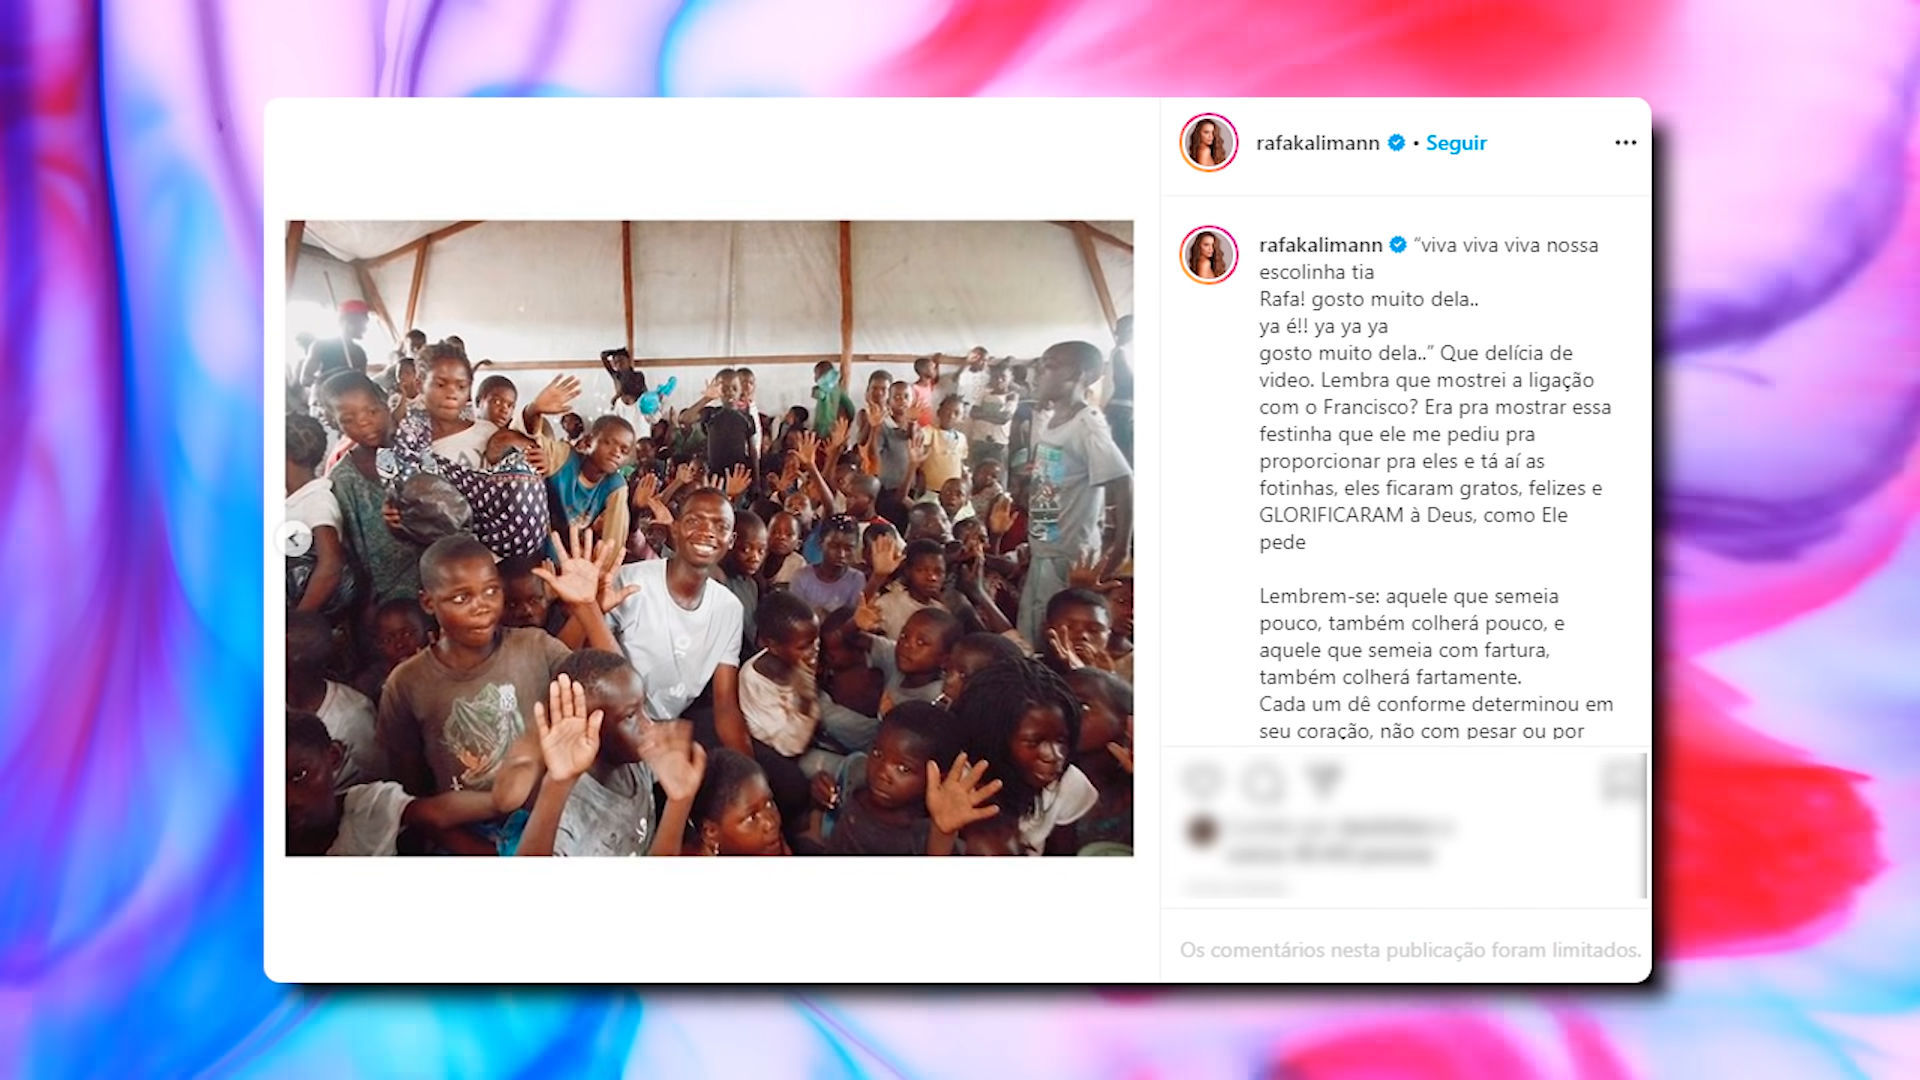 rafakalimann • Seguir
rafakalimann “viva viva viva nossa
escolinha tia
Rafa! gosto muito dela..
ya é!! ya ya ya
gosto muito dela..” Que delícia de
video. Lembra que mostrei a ligação
com o Francisco? Era pra mostrar essa
festinha que ele me pediu pra
proporcionar pra eles e tá aí as
fotinhas, eles ficaram gratos, felizes e
GLORIFICARAM à Deus, como Ele
pede
Lembrem-se: aquele que semeia
pouco, também colherá pouco, e
aquele que semeia com fartura,
também colherá fartamente.
Cada um dê conforme determinou em
seu coração, não com pesar ou por
Os comentários nesta publicação foram limitados.